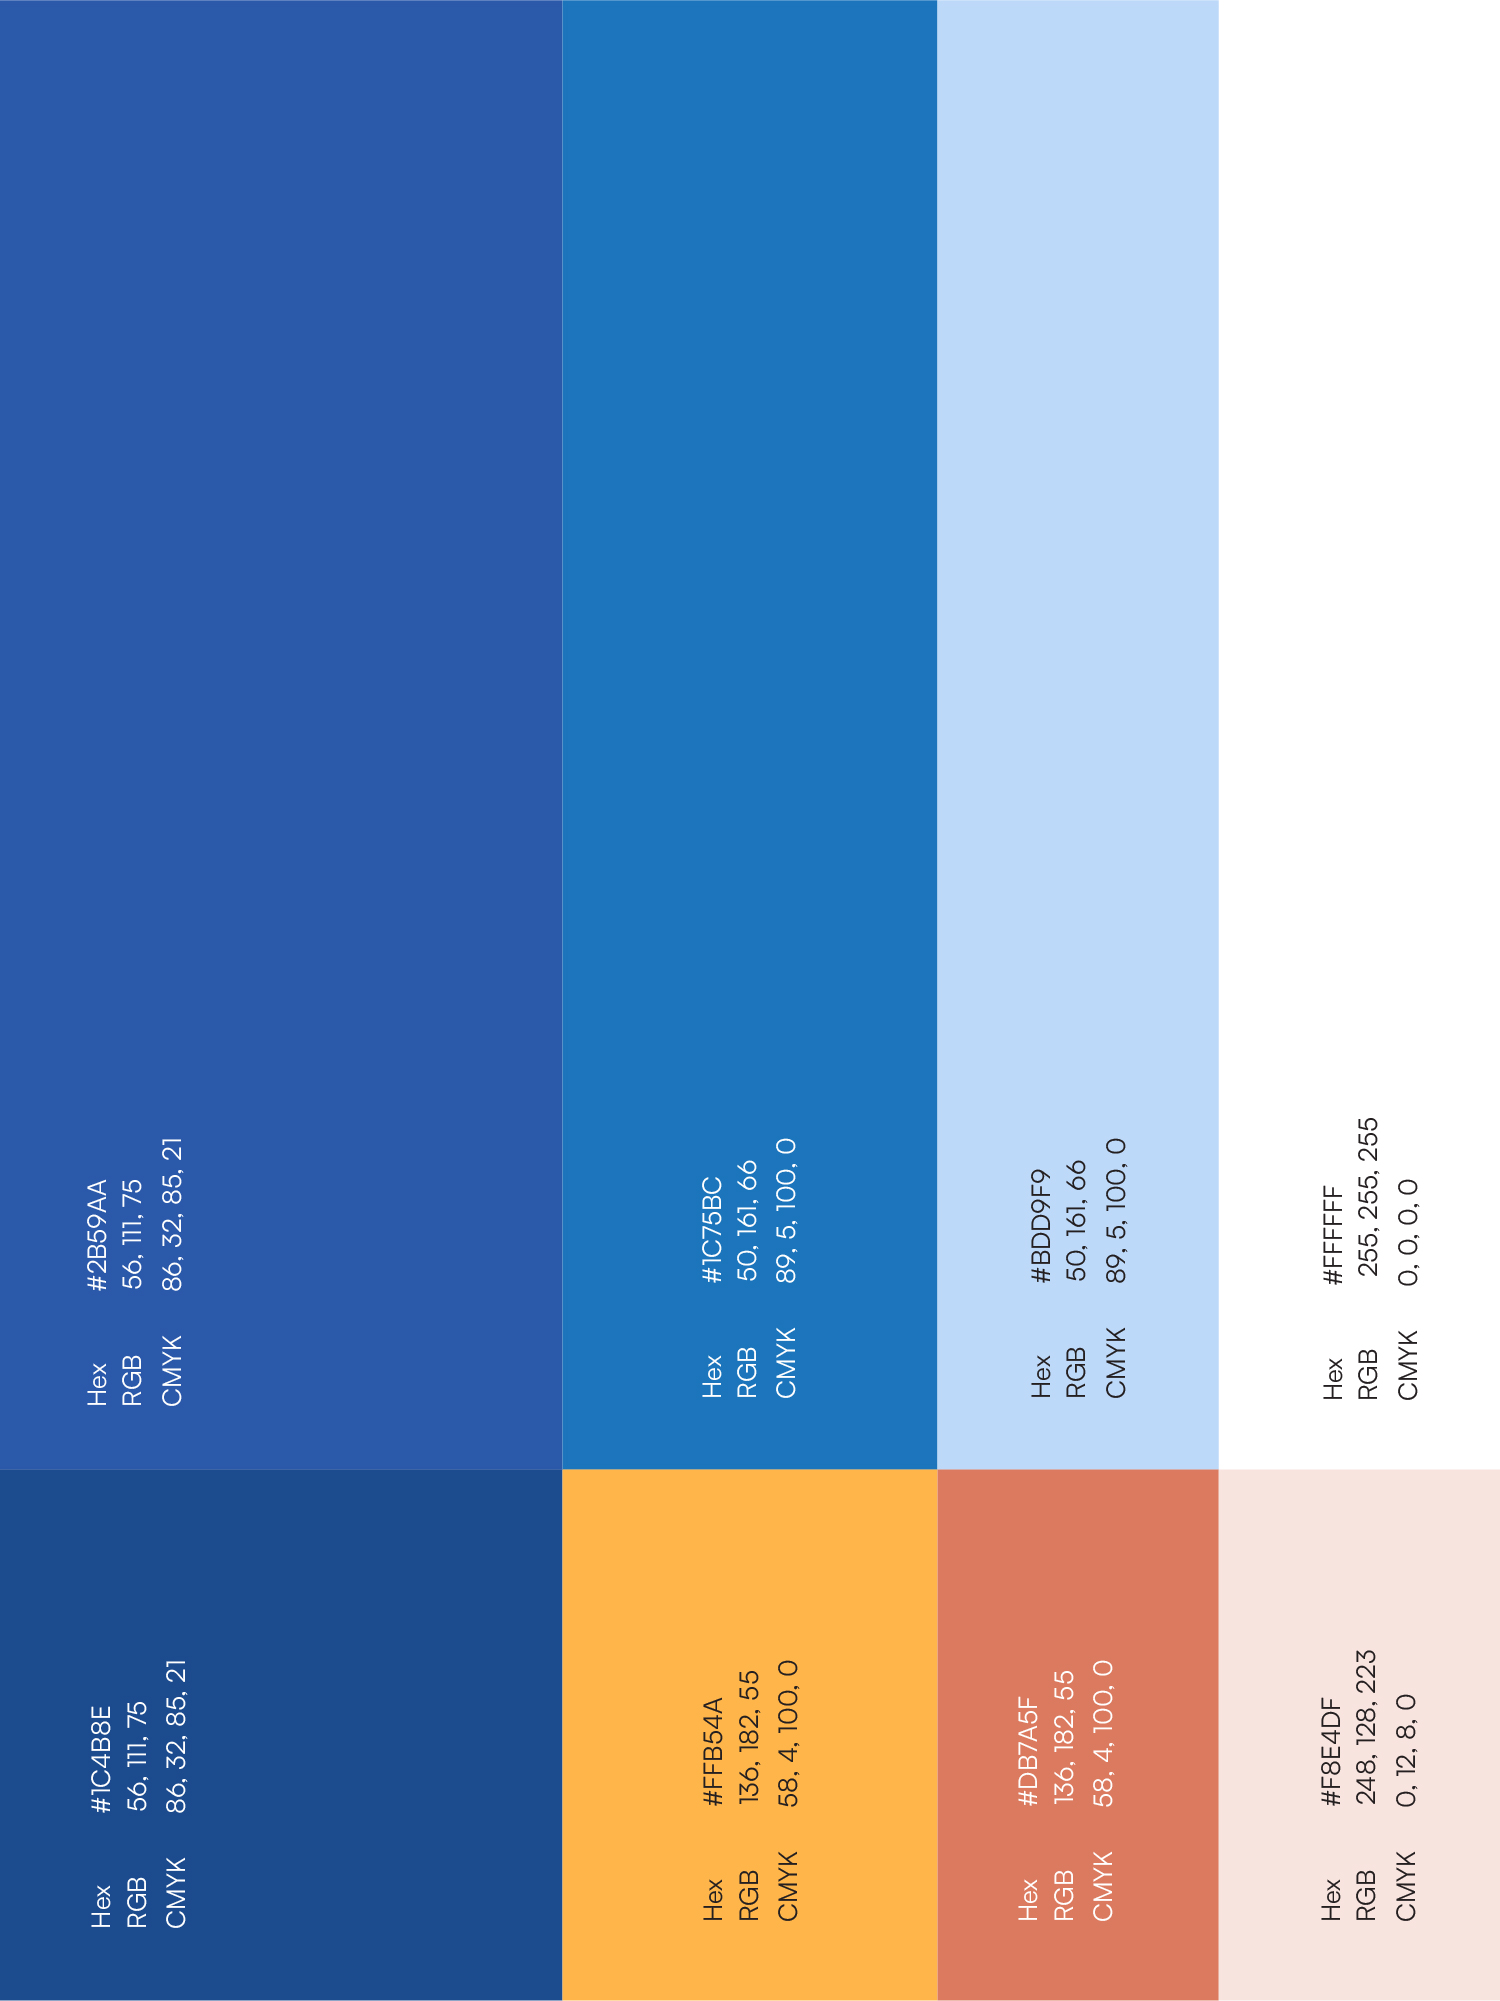 Hex #2B59AA
RGB 56, 111, 75
CMYK 86, 32, 85, 21
Hex #1C75BC
RGB 50, 161, 66
CMYK 89, 5, 100, 0
Hex #BDD9F9
RGB 50, 161, 66
CMYK 89, 5, 100, 0
Hex #FFFFFF
RGB 255, 255, 255
CMYK 0, 0, 0, 0
Hex #1C4B8E
RGB 56, 111, 75
CMYK 86, 32, 85, 21
Hex #FFB54A
RGB 136, 182, 55
CMYK 58, 4, 100, 0
Hex #DB7A5F
RGB 136, 182, 55
CMYK 58, 4, 100, 0
Hex #F8E4DF
RGB 248, 128, 223
CMYK 0, 12, 8, 0